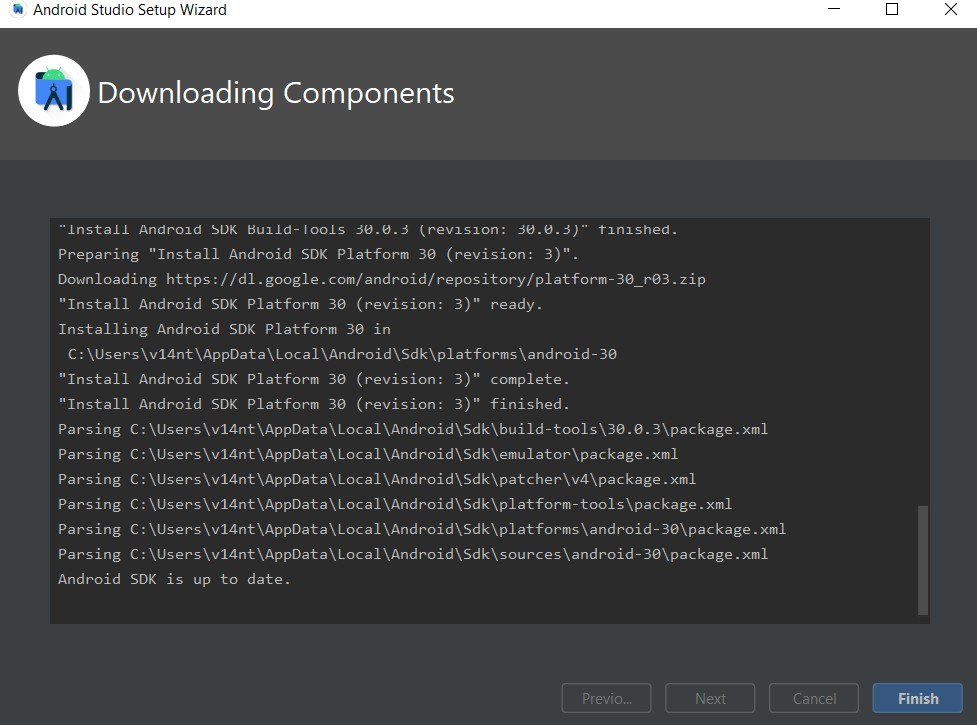 Android Studio Setup Wizard
Downloading Components
"Install Android SDK Build-Tools 30.0.3 (revision: 30.0.3)" finished.
Preparing "Install Android SDK Platform 30 (revision: 3)".
Downloading https://dl.google.com/android/repository/platform-30_r03.zip
"Install Android SDK Platform 30 (revision: 3)" ready.
Installing Android SDK Platform 30 in
C:\Users\v14nt\AppData\Local\Android\Sdk\platforms\android-30
"Install Android SDK Platform 30 (revision: 3)" complete.
"Install Android SDK Platform 30 (revision: 3)" finished.
Parsing C:\Users\v14nt\AppData\Local\Android\Sdk\build-tools\30.0.3\package.xml
Parsing C:\Users\v14nt\AppData\Local\Android\Sdk\emulator\package.xml
Parsing C:\Users\v14nt\AppData\Local\Android\Sdk\patcher\v4\package.xml
Parsing C:\Users\v14nt\AppData\Local\Android\Sdk\platform-tools\package.xml
Parsing C:\Users\v14nt\AppData\Local\Android\Sdk\platforms\android-30\package.xml
Parsing C:\Users\v14nt\AppData\Local\Android\Sdk\sources\android-30\package.xml
Android SDK is up to date.
Previo... Next Cancel Finish